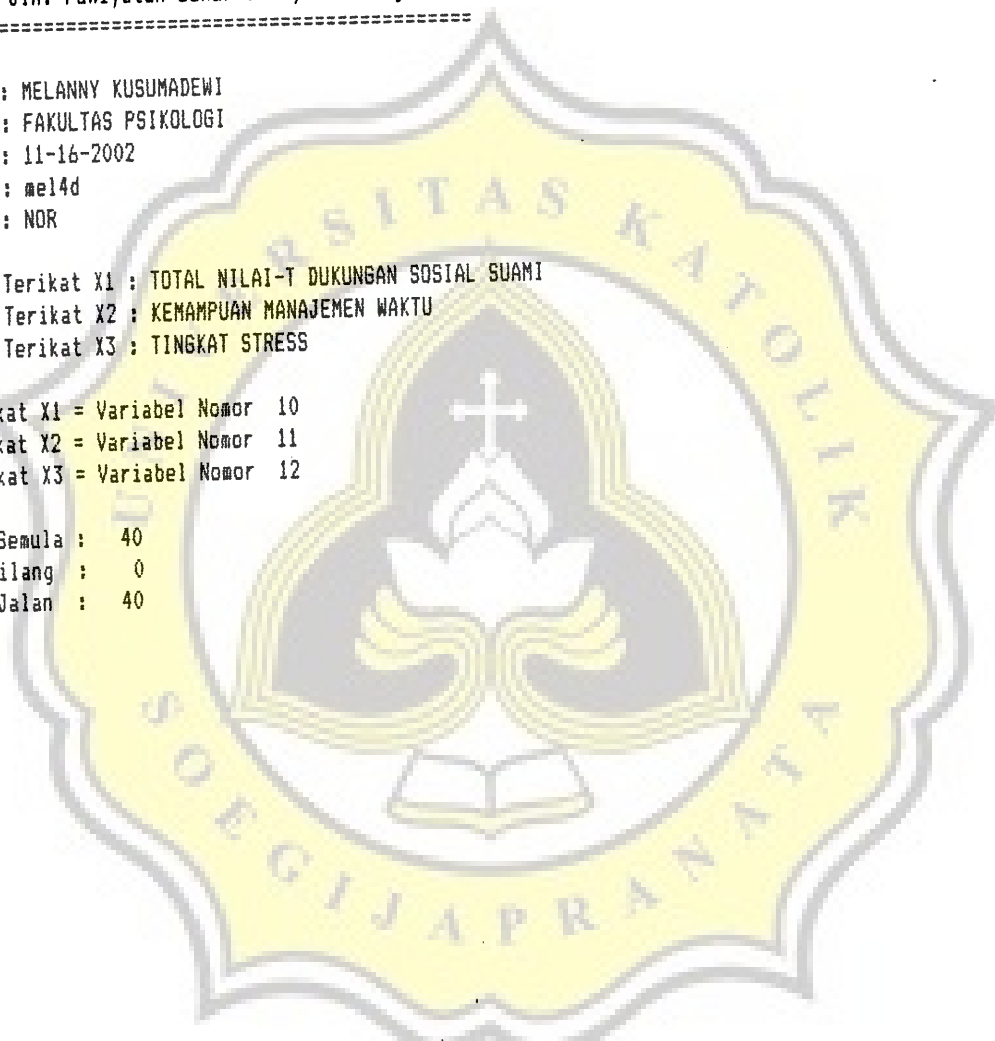 =========================================
: MELANNY KUSUMADEWI
: FAKULTAS PSIKOLOGI
: 11-16-2002
: mel4d
: NOR
Terikat X1 : TOTAL NILAI-T DUKUNGAN SOSIAL SUAMI
Terikat X2 : KEMAMPUAN MANAJEMEN WAKTU
Terikat X3 : TINGKAT STRESS
kat X1 = Variabel Nomor 10
kat X2 = Variabel Nomor 11
kat X3 = Variabel Nomor 12
Semula : 40
ilang : 0
Jalan : 40
UNIVERSITAS KATOLIK
SOEGIJAPRANATA